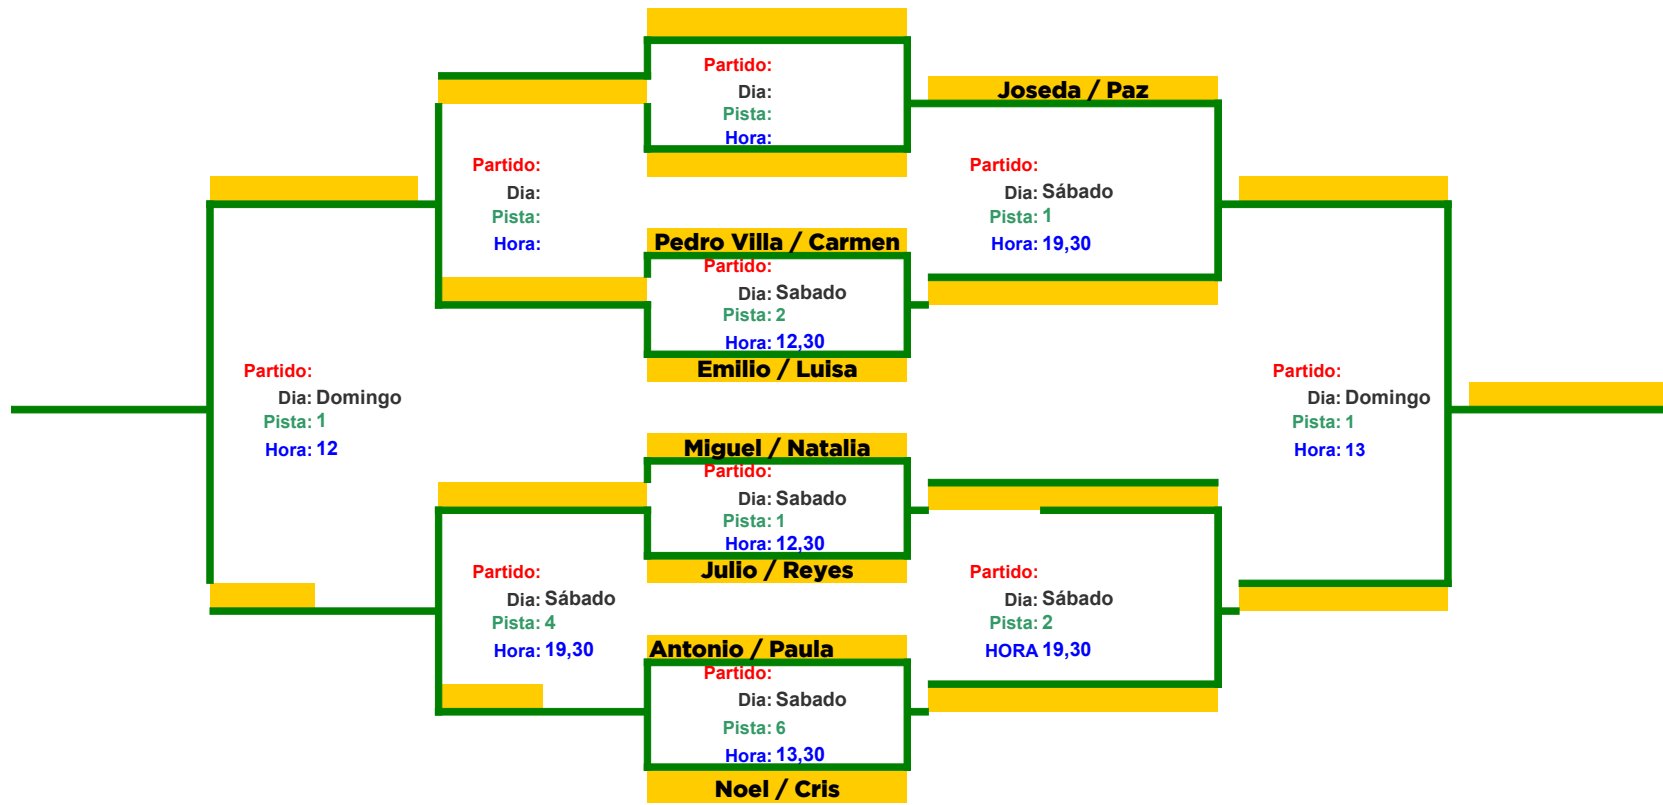 Partido:
Dia:
Pista:
Hora:
Joseda / Paz
Partido:
Dia:
Pista:
Hora:
Partido:
Dia: Sábado
Pista: 1
Hora: 19,30
Pedro Villa / Carmen
Partido:
Dia: Sabado
Pista: 2
Hora: 12,30
Emilio / Luisa
Partido:
Dia: Domingo
Pista: 1
Hora: 12
Partido:
Dia: Domingo
Pista: 1
Hora: 13
Miguel / Natalia
Partido:
Dia: Sabado
Pista: 1
Hora: 12,30
Julio / Reyes
Partido:
Dia: Sábado
Pista: 4
Hora: 19,30
Partido:
Dia: Sábado
Pista: 2
HORA 19,30
Antonio / Paula
Partido:
Dia: Sabado
Pista: 6
Hora: 13,30
Noel / Cris